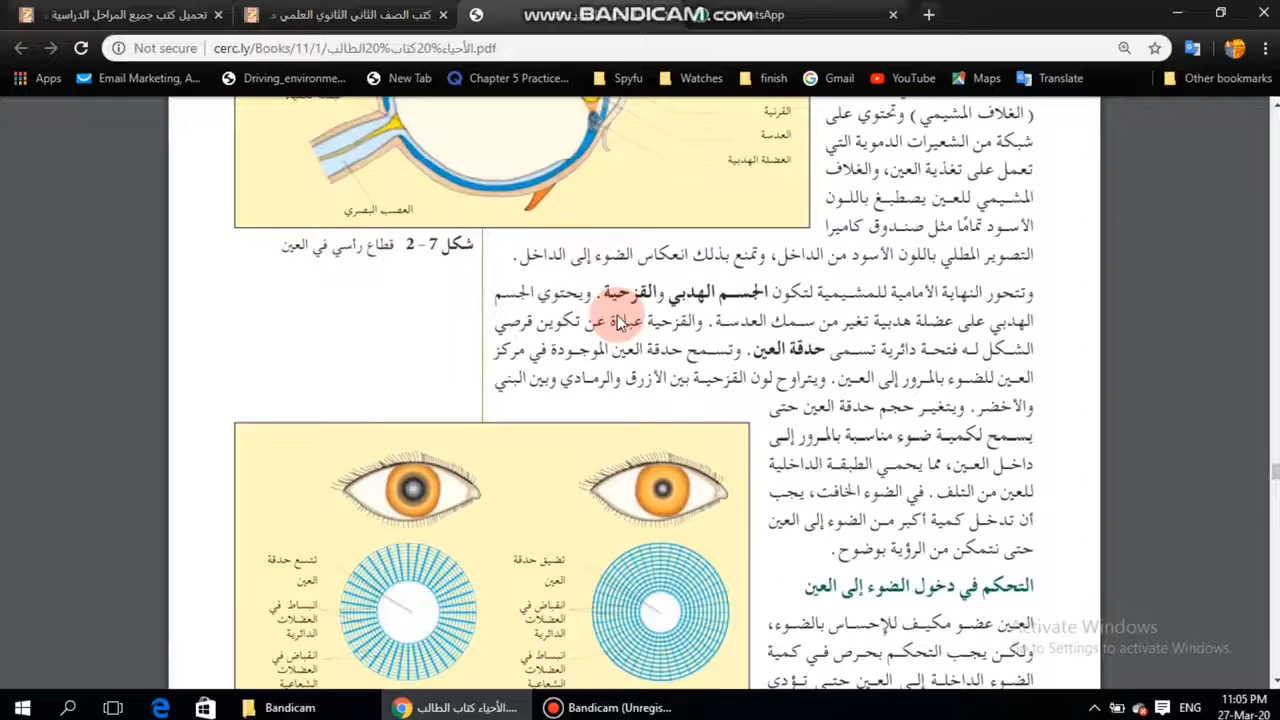 تحميل كتب جميع المراحل الدراسية
كتب الصف الثاني الثانوي العلمي
WWW.BANDICAM.COM
Not secure
cerc.ly/Books/11/1/الأحياء%20كتاب%20الطالب.pdf
Apps
Email Marketing, A...
Driving_environme...
New Tab
Chapter 5 Practice...
Spyfu
Watches
finish
Gmail
YouTube
Maps
Translate
Other bookmarks
القرنية
العدسة
العضلة الهدبية
العصب البصري
شكل 7 – 2 قطاع رأسي في العين
( الغلاف المشيمي ) وتحتوي على
شبكة من الشعيرات الدموية التي
تعمل على تغذية العين، والغلاف
المشيمي للعين يصطبغ باللون
الأسود تمامًا مثل صندوق كاميرا
التصوير المطلي باللون الأسود من الداخل، وتمنع بذلك انعكاس الضوء إلى الداخل.
وتتحور النهاية الأمامية للمشيمية لتكون الجسم الهدبي والقزحية. ويحتوي الجسم
الهدبي على عضلة هدبية تغير من سمك العدسة. والقزحية عبارة عن تكوين قرصي
الشكل له فتحة دائرية تسمى حدقة العين. وتسمح حدقة العين الموجودة في مركز
العين للضوء بالمرور إلى العين. ويتراوح لون القزحية بين الأزرق والرمادي وبين البني
والأخضر. ويتغير حجم حدقة العين حتى
يسمح لكمية ضوء مناسبة بالمرور إلى
داخل العين، مما يحمي الطبقة الداخلية
للعين من التلف. في الضوء الخافت، يجب
أن تدخل كمية أكبر من الضوء إلى العين
حتى نتمكن من الرؤية بوضوح.
التحكم في دخول الضوء إلى العين
العين عضو مكيف للإحساس بالضوء،
ولكن يجب التحكم بحرص في كمية
الضوء الداخلة إلى العين حتى تؤدي
تضيق حدقة
العين
انقباض في
العضلات
الدائرية
انبساط في
العضلات
الشعاعية
تتسع حدقة
العين
انبساط في
العضلات
الدائرية
انقباض في
العضلات
الشعاعية
Activate Windows
Go to Settings to activate Windows.
Bandicam
الأحياء كتاب الطالب....
Bandicam (Unregis...
ENG
11:05 PM
27-Mar-20